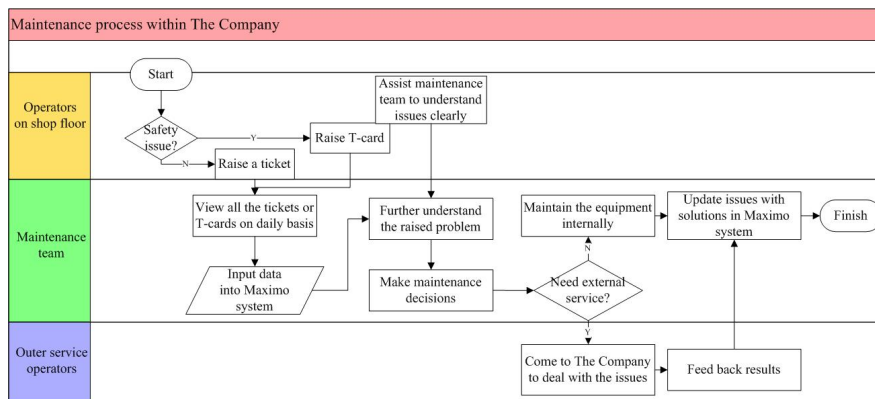 Maintenance process within The Company
Operators
on shop floor
Start
Safety
issue?
Y
N
Raise a ticket
Raise T-card
Assist maintenance
team to understand
issues clearly
Maintenance
team
View all the tickets or
T-cards on daily basis
Input data
into Maximo
system
Further understand
the raised problem
Make maintenance
decisions
Need external
service?
N
Y
Maintain the equipment
internally
Update issues with
solutions in Maximo
system
Finish
Outer service
operators
Come to The Company
to deal with the issues
Feed back results